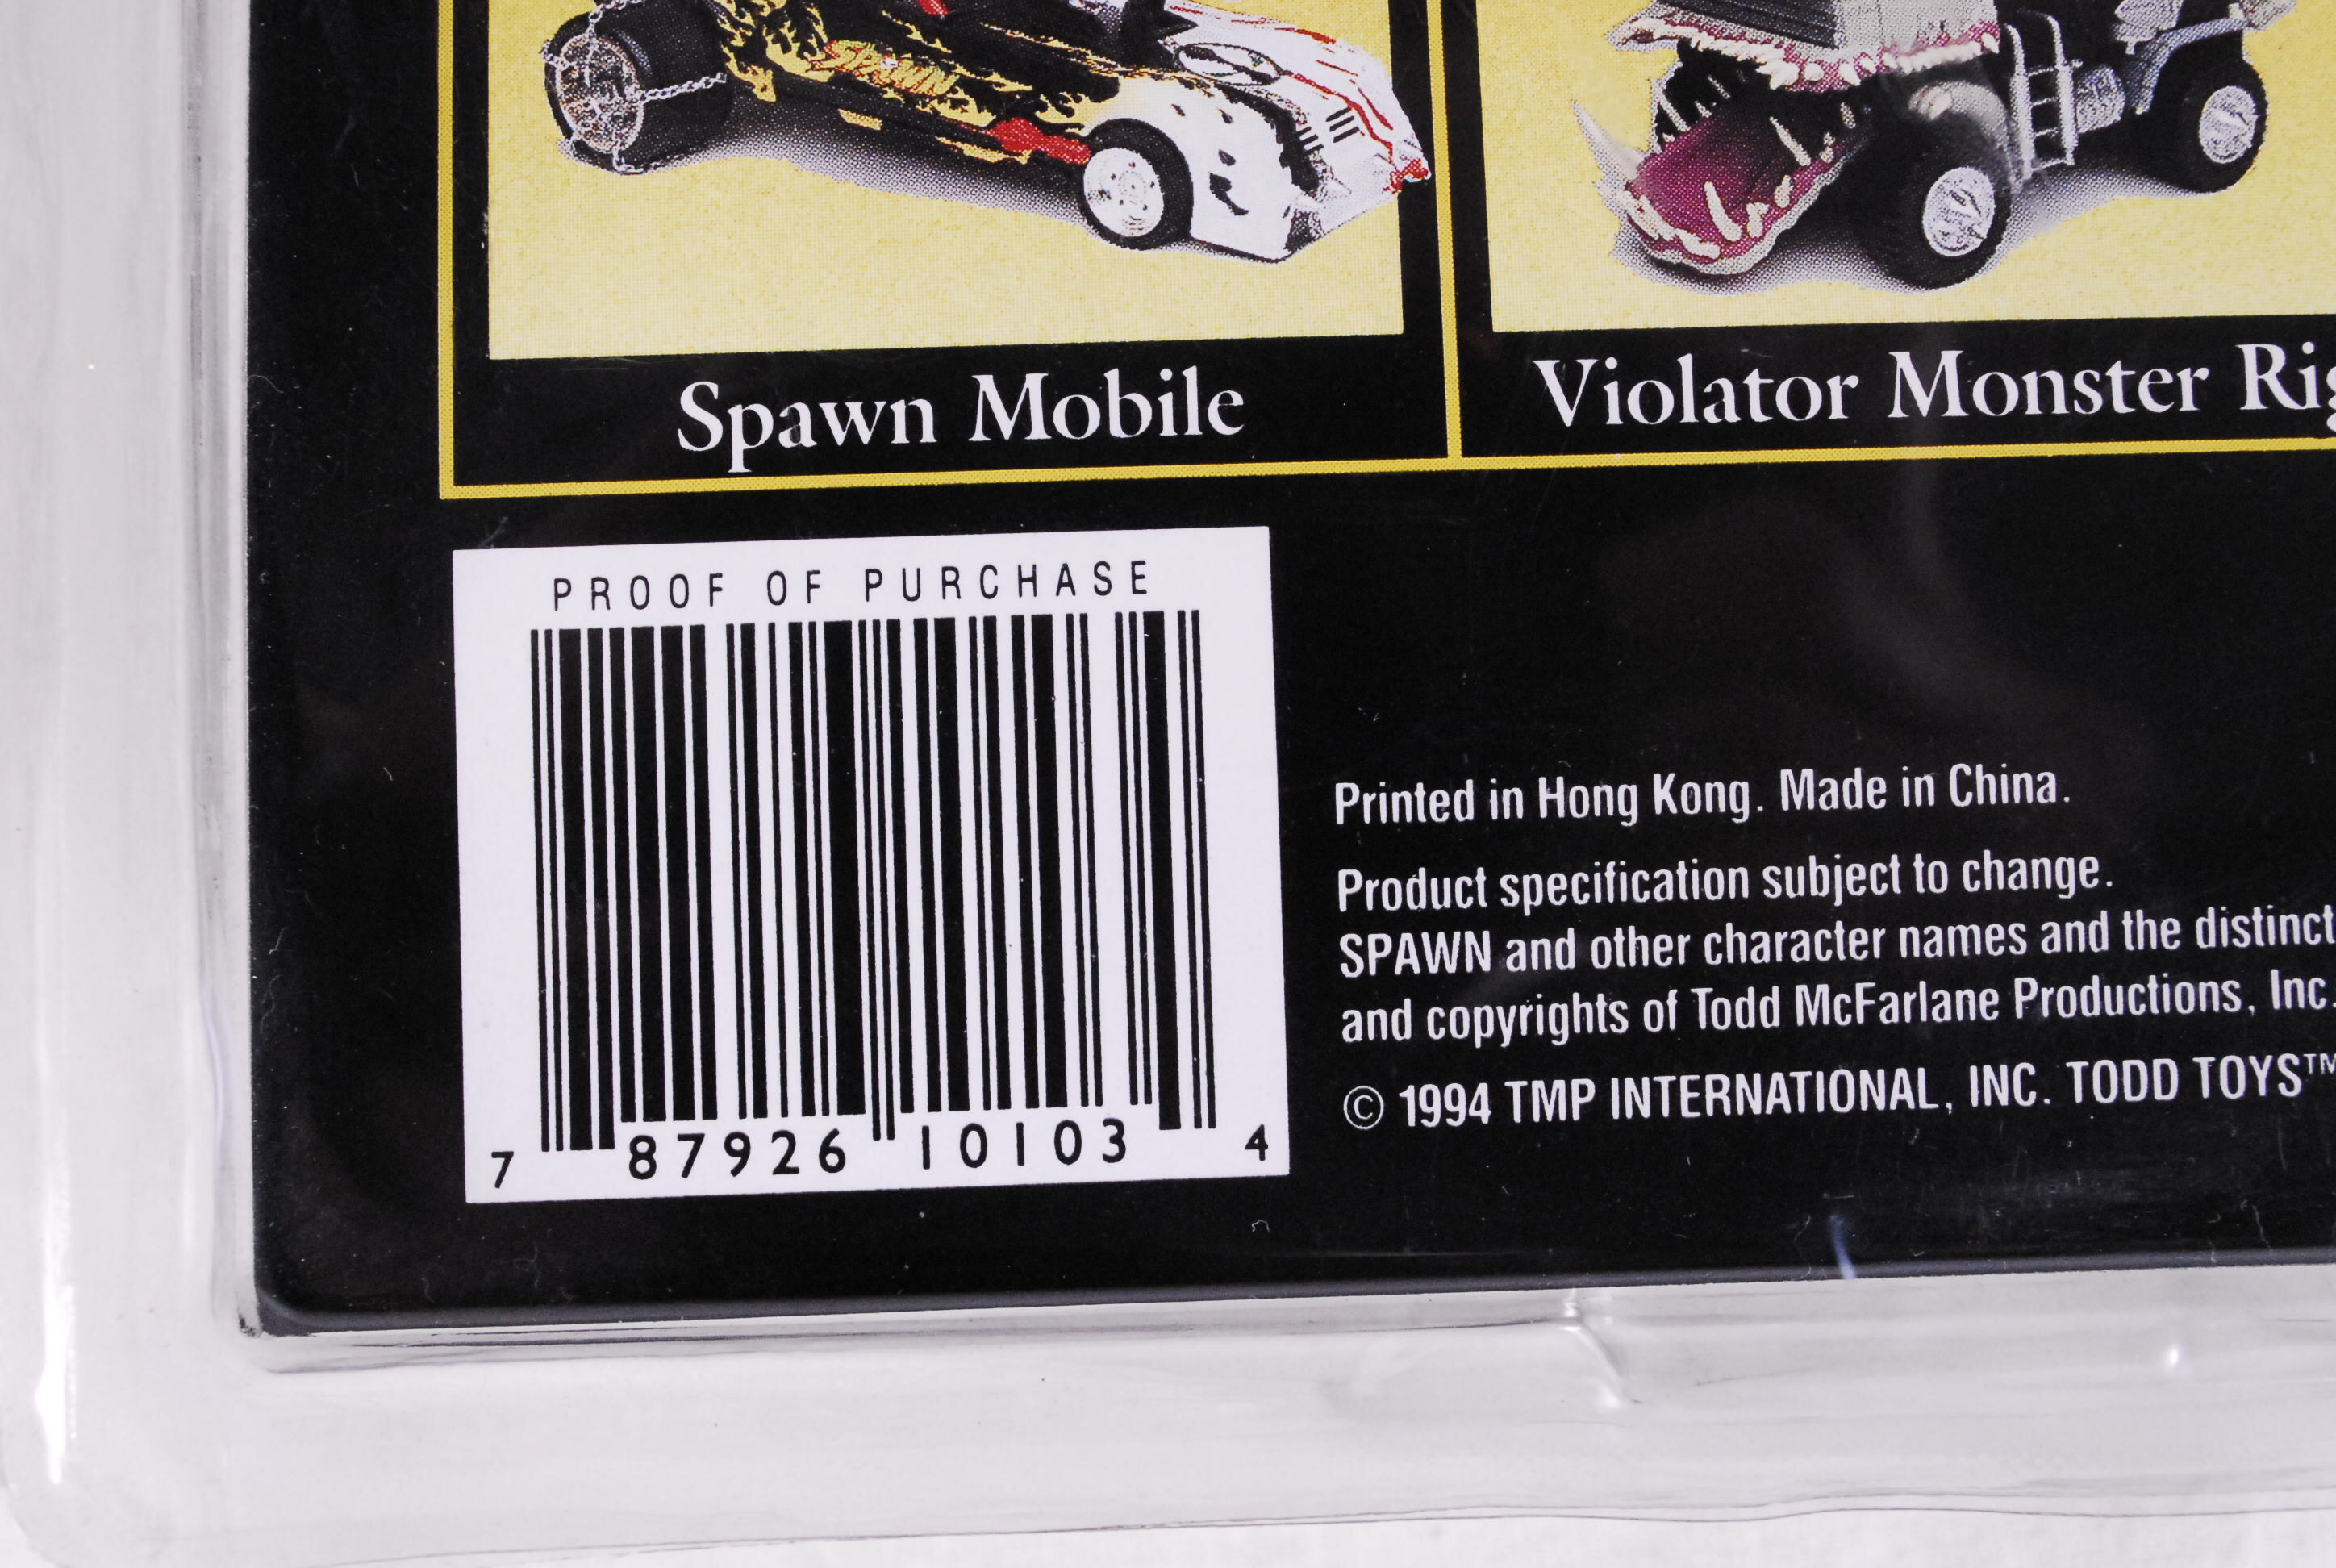 SPAWN
Spawn Mobile
Violator Monster Rig
PROOF OF PURCHASE
7 87926 10103 4
Printed in Hong Kong. Made in China.
Product specification subject to change.
SPAWN and other character names and the distinct
and copyrights of Todd McFarlane Productions, Inc.
© 1994 TMP INTERNATIONAL, INC. TODD TOYS™